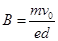 B = mv₀/ed